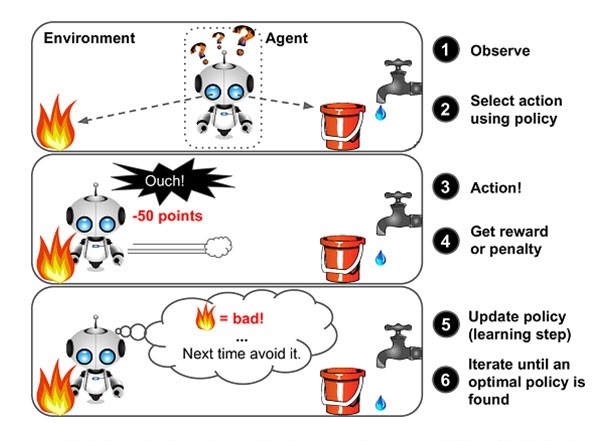 Environment
Agent
? ? ?
1 Observe
2 Select action
using policy
Ouch!
-50 points
3 Action!
4 Get reward
or penalty
= bad!
...
Next time avoid it.
5 Update policy
(learning step)
6 Iterate until an
optimal policy is
found